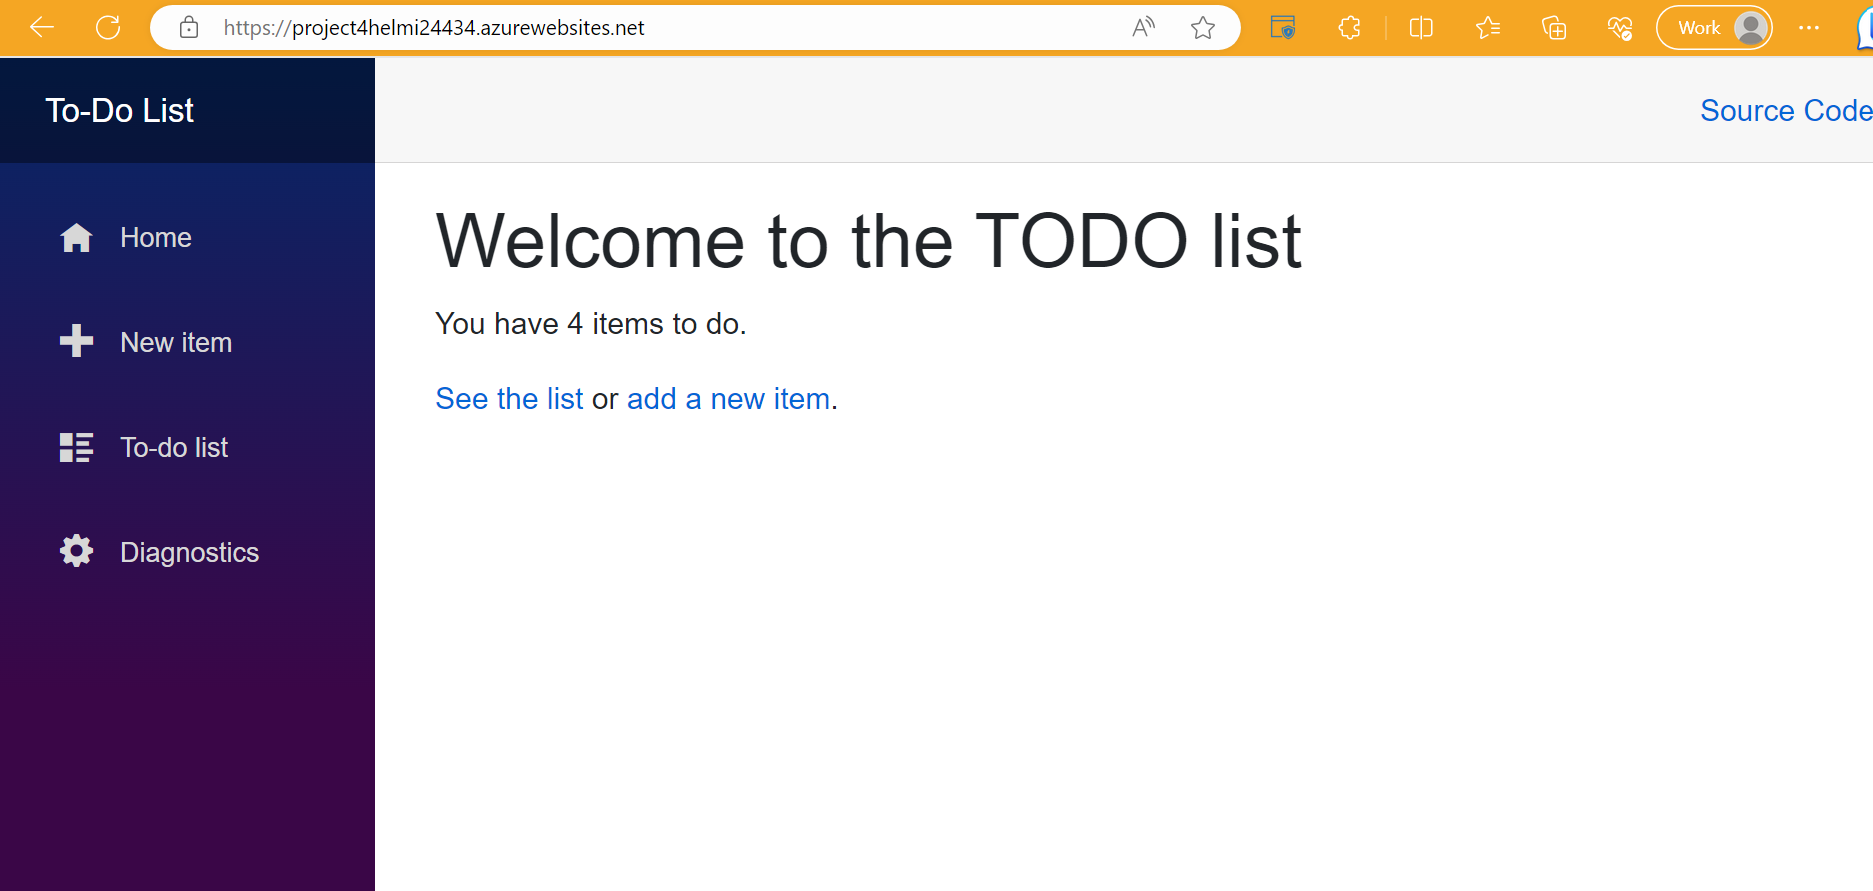 https://project4helmi24434.azurewebsites.net
Work
To-Do List
Source Code
Home
New item
To-do list
Diagnostics
Welcome to the TODO list
You have 4 items to do.
See the list or add a new item.